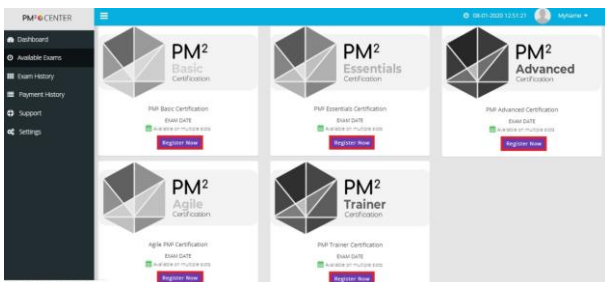 PM² CENTER
08-01-2020 12:51:21
MyName
Dashboard
Available Exams
Exam History
Payment History
Support
Settings
PM²
Basic
Certification
PM² Basic Certification
EXAM DATE
Available on multiple slots
Register Now
PM²
Essentials
Certification
PM² Essentials Certification
EXAM DATE
Available on multiple slots
Register Now
PM²
Advanced
Certification
PM² Advanced Certification
EXAM DATE
Available on multiple slots
Register Now
PM²
Agile
Certification
Agile PM² Certification
EXAM DATE
Available on multiple slots
Register Now
PM²
Trainer
Certification
PM² Trainer Certification
EXAM DATE
Available on multiple slots
Register Now